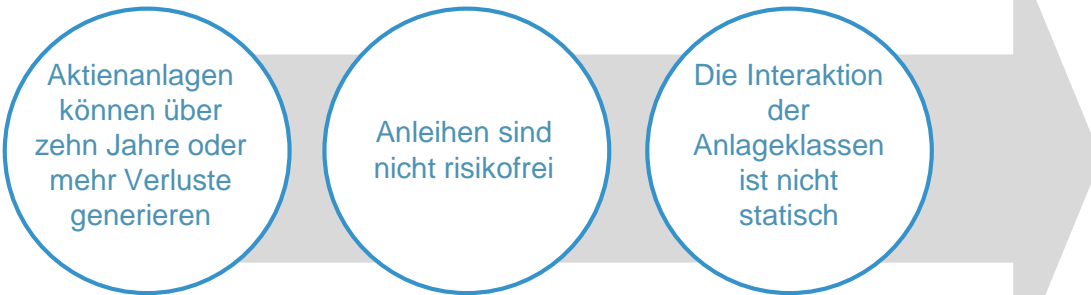 Aktienanlagen
können über
zehn Jahre oder
mehr Verluste
generieren
Anleihen sind
nicht risikofrei
Die Interaktion
der
Anlageklassen
ist nicht
statisch